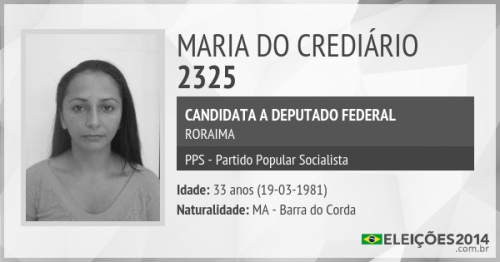 MARIA DO CREDIÁRIO
2325
CANDIDATA A DEPUTADO FEDERAL
RORAIMA
PPS - Partido Popular Socialista
Idade: 33 anos (19-03-1981)
Naturalidade: MA - Barra do Corda
ELEIÇÕES2014
.com.br